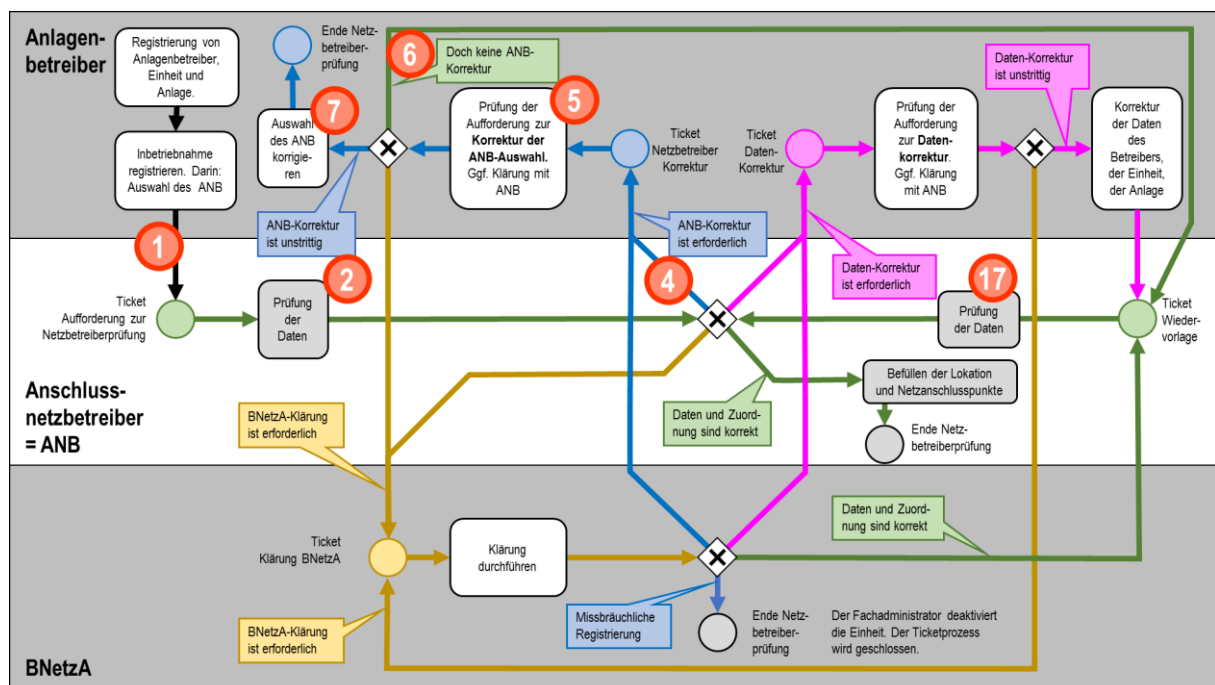 Anlagen-
betreiber
Registrierung von
Anlagenbetreiber,
Einheit und
Anlage.
Inbetriebnahme
registrieren. Darin:
Auswahl des ANB
1
Ende Netz-
betreiber-
prüfung
7
Auswahl
des ANB
korrigie-
ren
ANB-Korrektur
ist unstrittig
6
Doch keine ANB-
Korrektur
5
Prüfung der
Aufforderung zur
Korrektur der
ANB-Auswahl.
Ggf. Klärung mit
ANB
Ticket
Netzbetreiber
Korrektur
ANB-Korrektur
ist erforderlich
Ticket
Daten-
Korrektur
Daten-Korrektur
ist erforderlich
Prüfung der
Aufforderung
zur Daten-
korrektur.
Ggf. Klärung
mit ANB
Daten-Korrektur
ist unstrittig
Korrektur
der Daten
des
Betreibers,
der Einheit,
der Anlage
Ticket
Aufforderung zur
Netzbetreiberprüfung
2
Prüfung
der
Daten
4
17
Prüfung
der Daten
Ticket
Wieder-
vorlage
Anschluss-
netzbetreiber
= ANB
BNetzA-Klärung
ist erforderlich
Daten und Zuord-
nung sind korrekt
Befüllen der Lokation
und Netzanschlusspunkte
Ende Netz-
betreiberprüfung
Ticket
Klärung BNetzA
Klärung
durchführen
Daten und Zuord-
nung sind korrekt
BNetzA-Klärung
ist erforderlich
Missbräuchliche
Registrierung
Ende Netz-
betreiber-
prüfung
Der Fachadministrator deaktiviert
die Einheit. Der Ticketprozess
wird geschlossen.
BNetzA